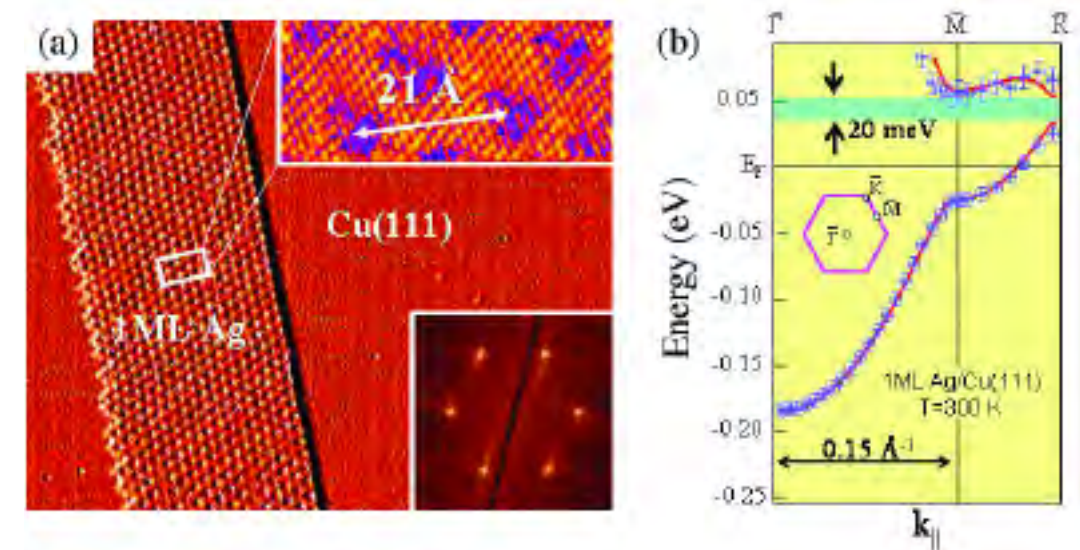 (a)
21 Å
Cu(111)
1ML Ag
(b)
Γ̄ M̄ K̄
0.05
20 meV
E_F
K̄
M̄
Γ̄
-0.05
-0.10
-0.15
-0.20
-0.25
Energy (eV)
1ML Ag/Cu(111)
T=300 K
0.15 Å⁻¹
k∥